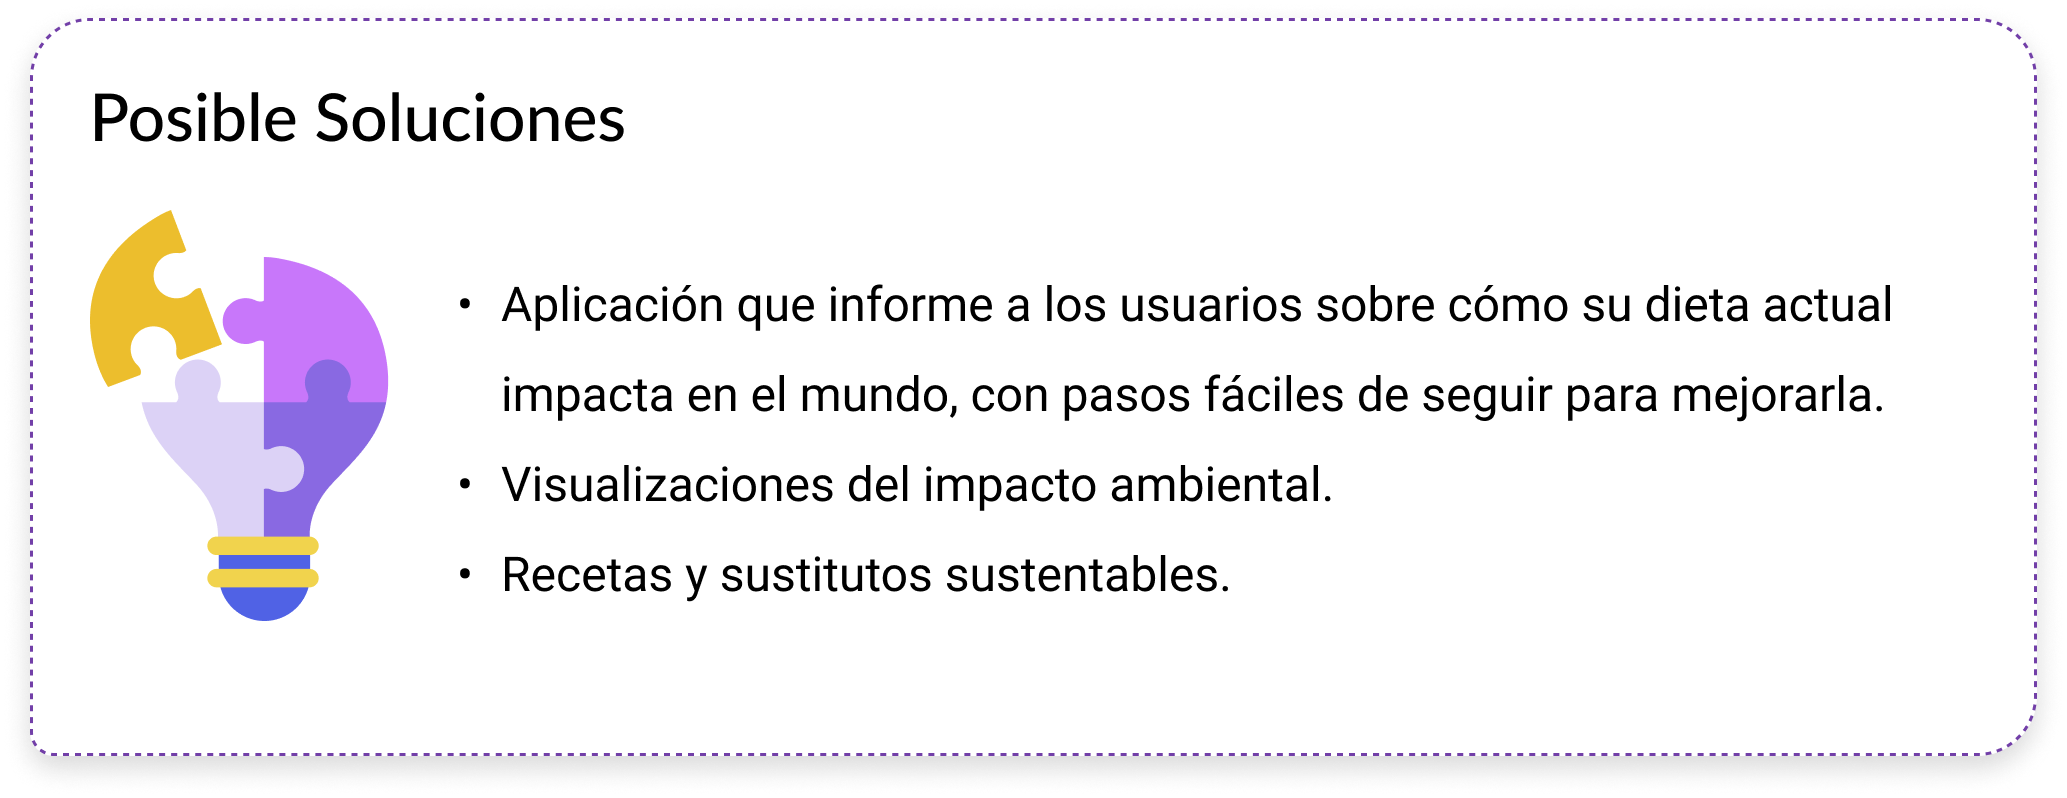 Posible Soluciones
• Aplicación que informe a los usuarios sobre cómo su dieta actual
impacta en el mundo, con pasos fáciles de seguir para mejorarla.
• Visualizaciones del impacto ambiental.
• Recetas y sustitutos sustentables.